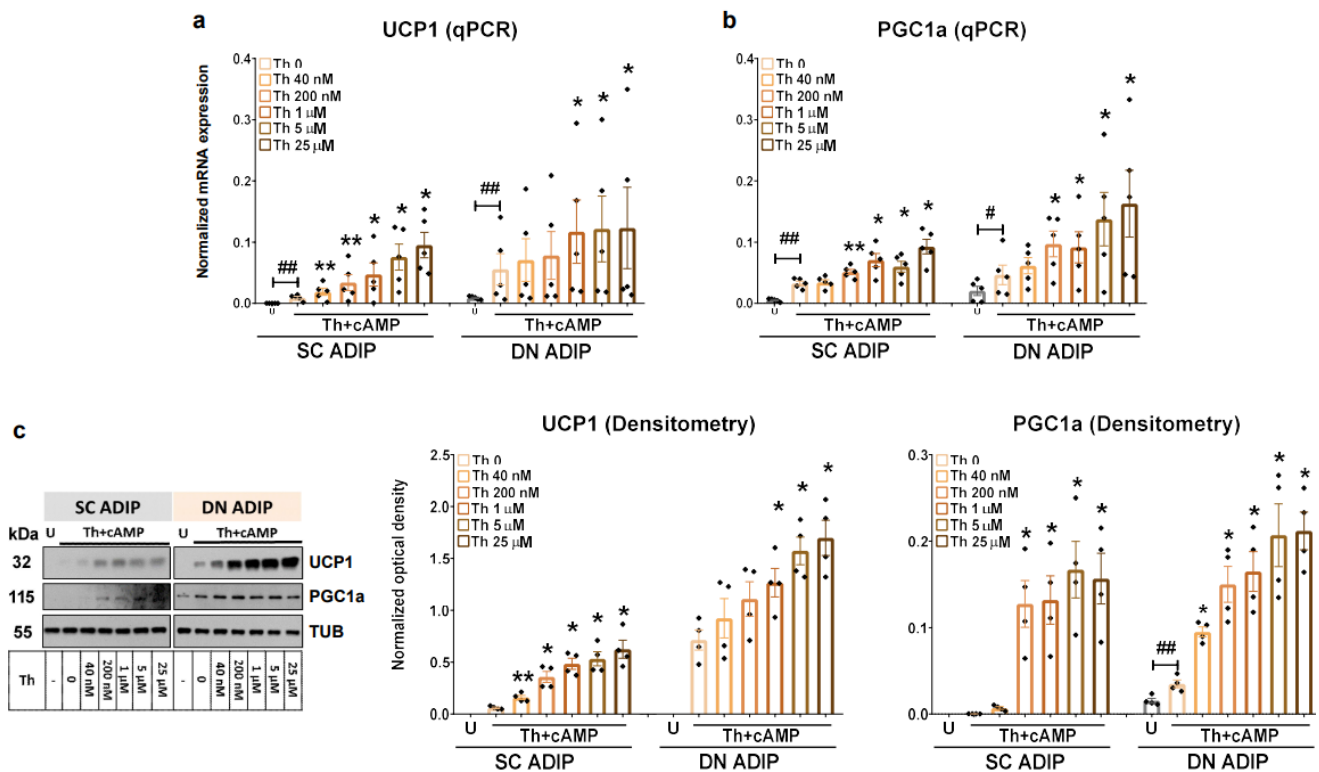 a
UCP1 (qPCR)
Normalized mRNA expression
0.4
0.3
0.2
0.1
0.0
Th 0
Th 40 nM
Th 200 nM
Th 1 μM
Th 5 μM
Th 25 μM
## ** ** * * * ## * * *
U U
Th+cAMP Th+cAMP
SC ADIP DN ADIP
b
PGC1a (qPCR)
0.4
0.3
0.2
0.1
0.0
Th 0
Th 40 nM
Th 200 nM
Th 1 μM
Th 5 μM
Th 25 μM
## ** * * * # * * * *
U U
Th+cAMP Th+cAMP
SC ADIP DN ADIP
c
SC ADIP DN ADIP
kDa U Th+cAMP U Th+cAMP
32 UCP1
115 PGC1a
55 TUB
Th - 0 40 nM 200 nM 1 μM 5 μM 25 μM - 0 40 nM 200 nM 1 μM 5 μM 25 μM
UCP1 (Densitometry)
Normalized optical density
2.5
2.0
1.5
1.0
0.5
0.0
Th 0
Th 40 nM
Th 200 nM
Th 1 μM
Th 5 μM
Th 25 μM
** * * * * * * *
U Th+cAMP U Th+cAMP
SC ADIP DN ADIP
PGC1a (Densitometry)
0.3
0.2
0.1
0.0
Th 0
Th 40 nM
Th 200 nM
Th 1 μM
Th 5 μM
Th 25 μM
* * * * ## * * * * *
U Th+cAMP U Th+cAMP
SC ADIP DN ADIP